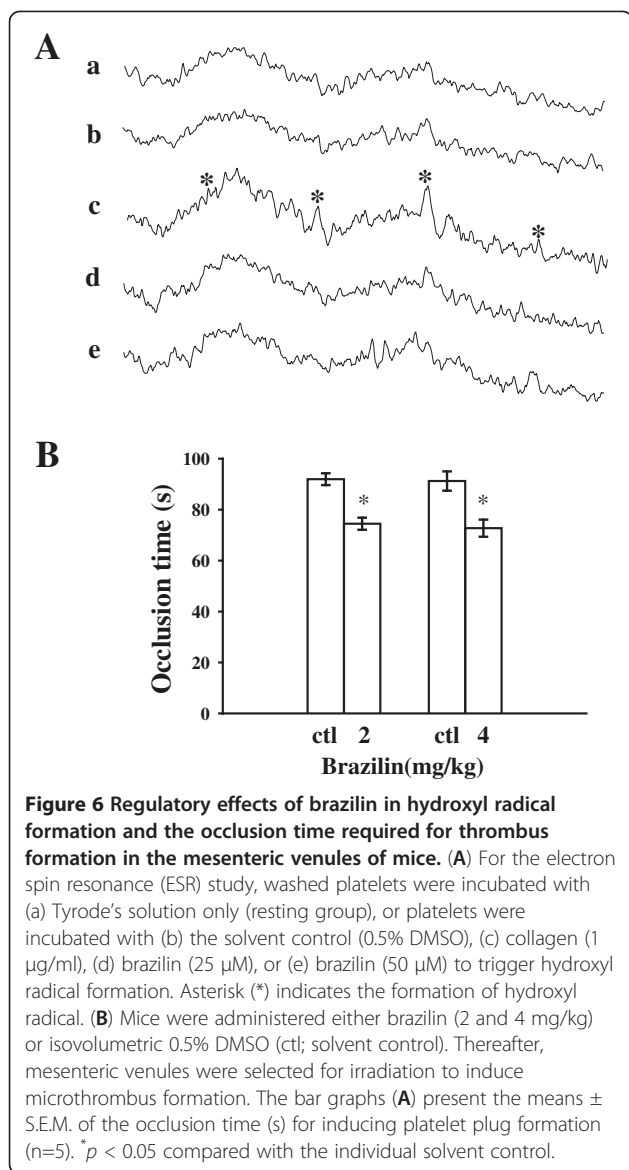 A
a
b
* * * *
c
d
e
B
100
80
60
40
20
0
Occlusion time (s)
* *
ctl 2 ctl 4
Brazilin(mg/kg)
Figure 6 Regulatory effects of brazilin in hydroxyl radical
formation and the occlusion time required for thrombus
formation in the mesenteric venules of mice. (A) For the electron
spin resonance (ESR) study, washed platelets were incubated with
(a) Tyrode's solution only (resting group), or platelets were
incubated with (b) the solvent control (0.5% DMSO), (c) collagen (1
μg/ml), (d) brazilin (25 μM), or (e) brazilin (50 μM) to trigger hydroxyl
radical formation. Asterisk (*) indicates the formation of hydroxyl
radical. (B) Mice were administered either brazilin (2 and 4 mg/kg)
or isovolumetric 0.5% DMSO (ctl; solvent control). Thereafter,
mesenteric venules were selected for irradiation to induce
microthrombus formation. The bar graphs (A) present the means ±
S.E.M. of the occlusion time (s) for inducing platelet plug formation
(n=5). *p < 0.05 compared with the individual solvent control.